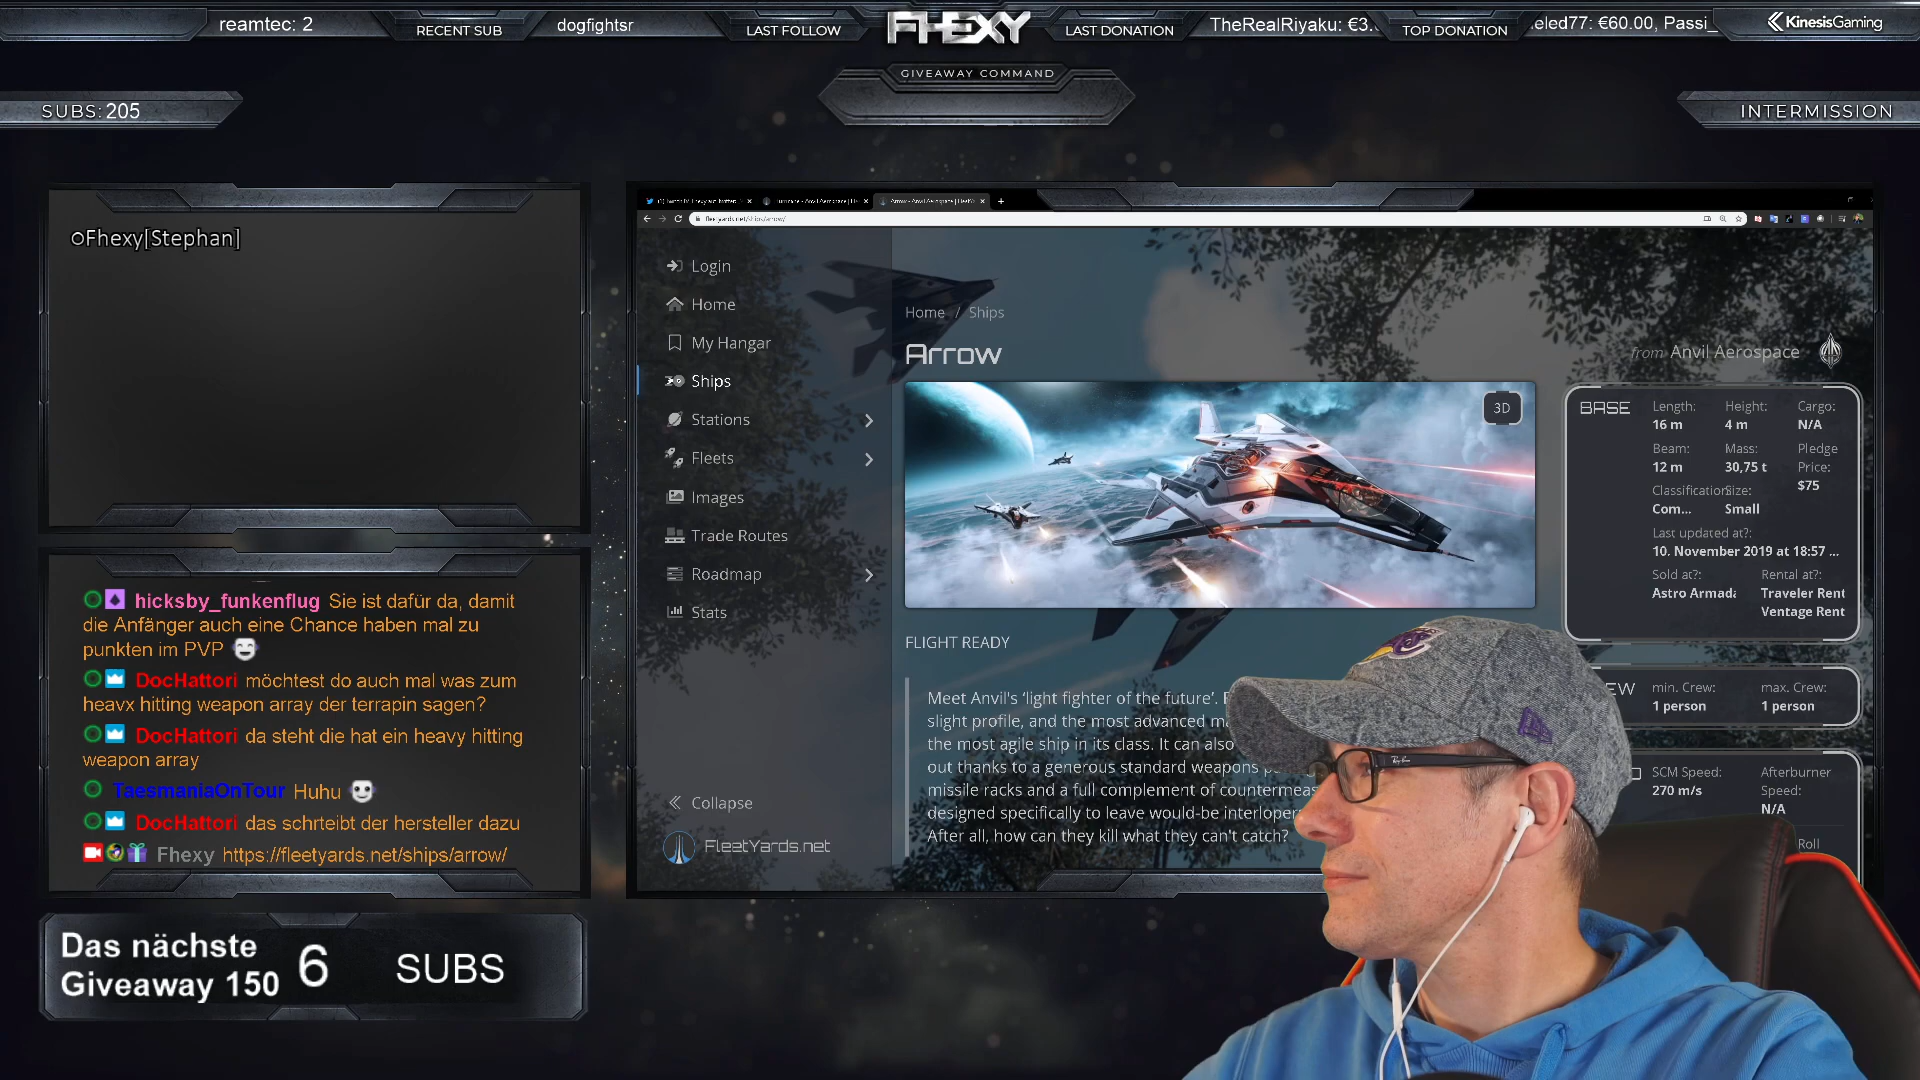 reamtec: 2
RECENT SUB
dogfightsr
LAST FOLLOW
FHEXY
LAST DONATION
TheRealRiyaku: €3.
TOP DONATION
eled77: €60.00, Passi_
KinesisGaming
GIVEAWAY COMMAND
SUBS: 205
INTERMISSION
Fhexy[Stephan]
hicksby_funkenflug Sie ist dafür da, damit
die Anfänger auch eine Chance haben mal zu
punkten im PVP
DocHattori möchtest do auch mal was zum
heavx hitting weapon array der terrapin sagen?
DocHattori da steht die hat ein heavy hitting
weapon array
TaesmaniaOnTour Huhu
DocHattori das schrteibt der hersteller dazu
Fhexy https://fleetyards.net/ships/arrow/
Das nächste
Giveaway 150
6
SUBS
fleetyards.net/ships/arrow/
Login
Home
My Hangar
Ships
Stations
Fleets
Images
Trade Routes
Roadmap
Stats
Collapse
FleetYards.net
Home / Ships
Arrow
from Anvil Aerospace
3D
FLIGHT READY
Meet Anvil's ‘light fighter of the future’.
slight profile, and the most advanced
the most agile ship in its class. It can also
out thanks to a generous standard weapons
missile racks and a full complement of countermeas
designed specifically to leave would-be interloper
After all, how can they kill what they can't catch?
BASE
Length:
16 m
Height:
4 m
Cargo:
N/A
Beam:
12 m
Mass:
30,75 t
Pledge
Price:
$75
Classification:
Com...
Size:
Small
Last updated at?:
10. November 2019 at 18:57 ...
Sold at?:
Astro Armada
Rental at?:
Traveler Rent
Ventage Rent
EW
min. Crew:
1 person
max. Crew:
1 person
SCM Speed:
270 m/s
Afterburner
Speed:
N/A
Roll